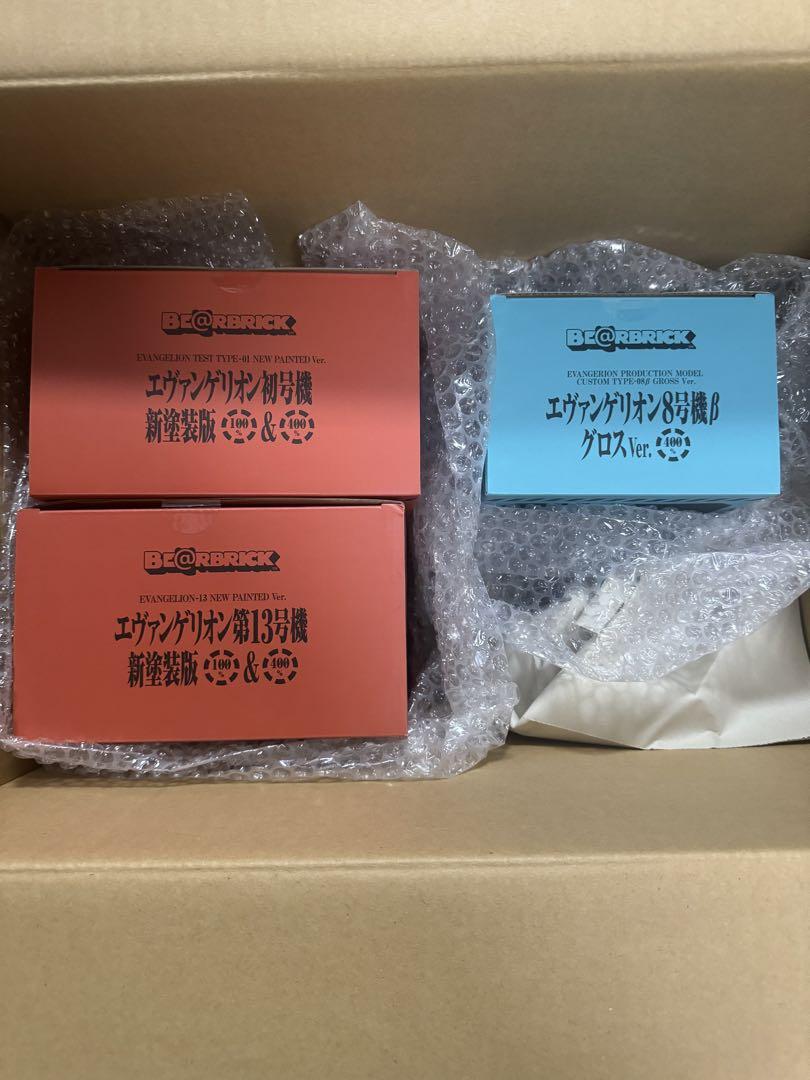 BE@RBRICK
EVANGELION TEST TYPE-01 NEW PAINTED Ver.
エヴァンゲリオン初号機
新塗装版 100% & 400%
BE@RBRICK
EVANGELION-13 NEW PAINTED Ver.
エヴァンゲリオン第13号機
新塗装版 100% & 400%
BE@RBRICK
EVANGERION PRODUCTION MODEL
CUSTOM TYPE-08β GROSS Ver.
エヴァンゲリオン8号機β
グロスVer. 400%